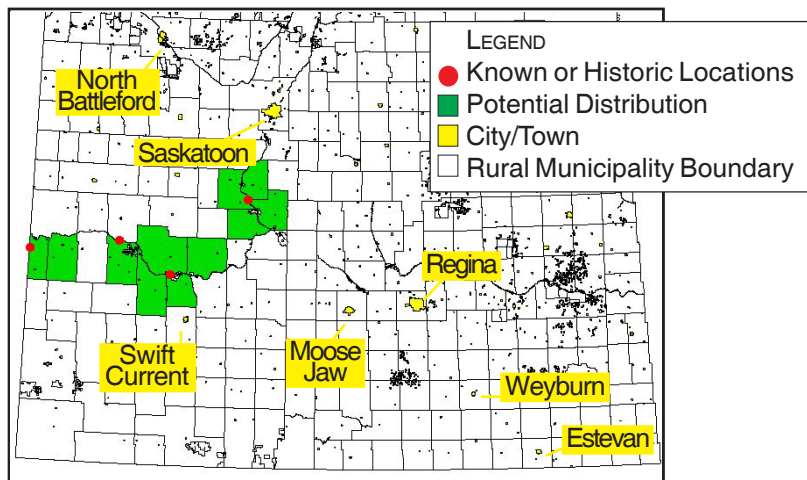 LEGEND
Known or Historic Locations
Potential Distribution
City/Town
Rural Municipality Boundary
North
Battleford
Saskatoon
Regina
Swift
Current
Moose
Jaw
Weyburn
Estevan